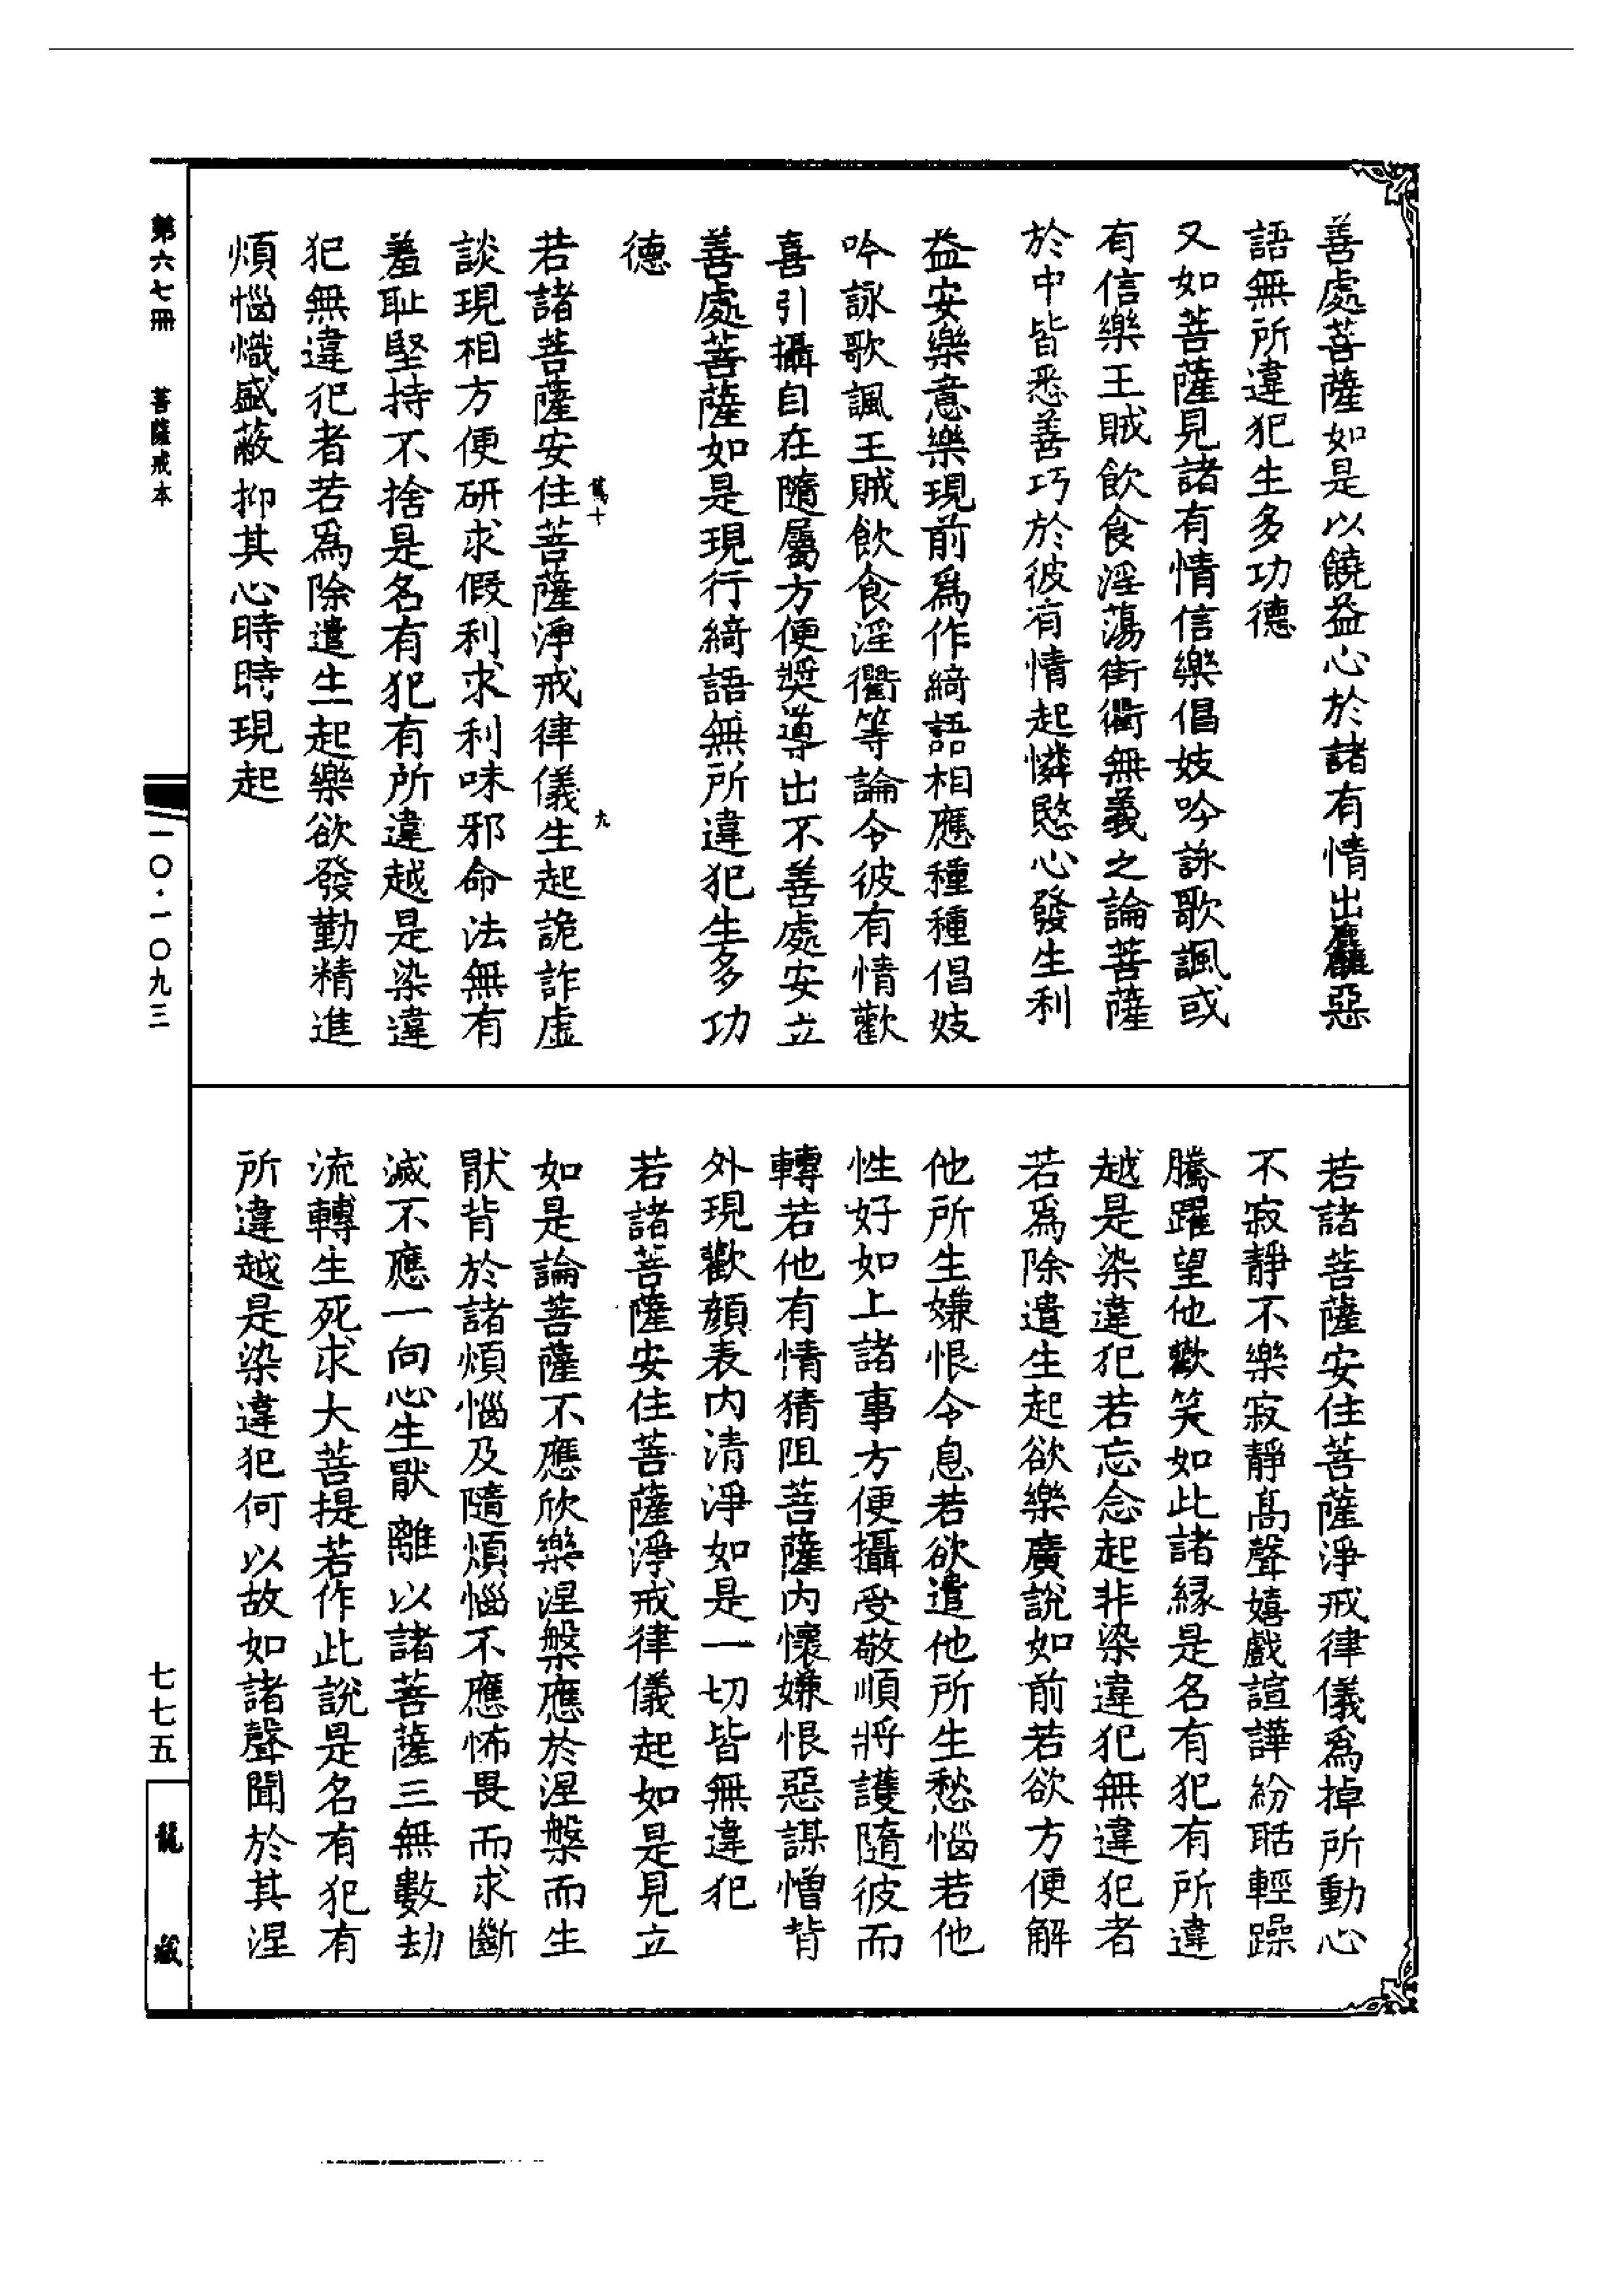 善處菩薩如是以饒益心於諸有情出麤惡
語無所違犯生多功德
又如菩薩見諸有情信樂倡妓吟詠歌諷或
有信樂王賊飲食淫蕩街衢無義之論菩薩
於中皆悉善巧於彼有情起憐愍心發生利
益安樂意樂現前爲作綺語相應種種倡妓
吟詠歌諷王賊飲食淫衢等論令彼有情歡
喜引攝自在隨屬方便奬導出不善處安立
善處菩薩如是現行綺語無所違犯生多功
德
篤十
九
若諸菩薩安住菩薩淨戒律儀生起詭詐虛
談現相方便研求假利求利味邪命法無有
羞耻堅持不捨是名有犯有所違越是染違
犯無違犯者若爲除遣生起樂欲發勤精進
煩惱熾盛蔽抑其心時時現起
若諸菩薩安住菩薩淨戒律儀爲掉所動心
不寂靜不樂寂靜高聲嬉戲諠譁紛聒輕躁
騰躍望他歡笑如此諸緣是名有犯有所違
越是染違犯若忘念起非染違犯無違犯者
若爲除遣生起欲樂廣說如前若欲方便解
他所生嫌恨令息若欲遣他所生愁惱若他
性好如上諸事方便攝受敬順將護隨彼而
轉若他有情猜阻菩薩內懷嫌恨惡謀憎背
外現歡顏表內清淨如是一切皆無違犯
若諸菩薩安住菩薩淨戒律儀起如是見立
如是論菩薩不應欣樂涅槃應於涅槃而生
猒背於諸煩惱及隨煩惱不應怖畏而求斷
滅不應一向心生猒離以諸菩薩三無數劫
流轉生死求大菩提若作此說是名有犯有
所違越是染違犯何以故如諸聲聞於其涅
第六七冊 菩薩戒本
一〇·一〇九三
七七五
龍藏